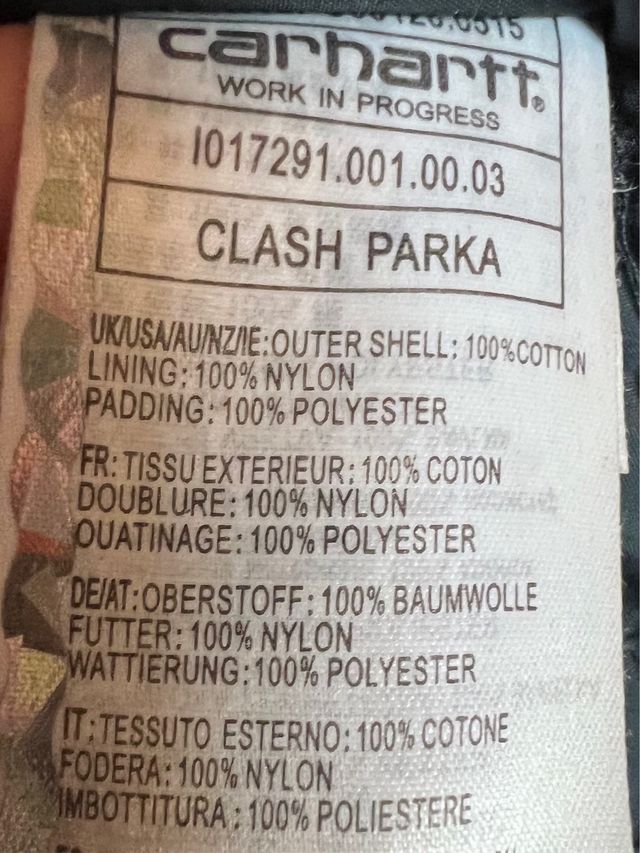 carhartt®
WORK IN PROGRESS
I017291.001.00.03
CLASH PARKA
UK/USA/AU/NZ/IE:OUTER SHELL: 100%COTTON
LINING: 100% NYLON
PADDING: 100% POLYESTER
FR: TISSU EXTERIEUR: 100% COTON
DOUBLURE: 100% NYLON
OUATINAGE: 100% POLYESTER
DE/AT:OBERSTOFF: 100% BAUMWOLLE
FUTTER: 100% NYLON
WATTIERUNG: 100% POLYESTER
IT: TESSUTO ESTERNO: 100% COTONE
FODERA: 100% NYLON
IMBOTTITURA: 100% POLIESTERE